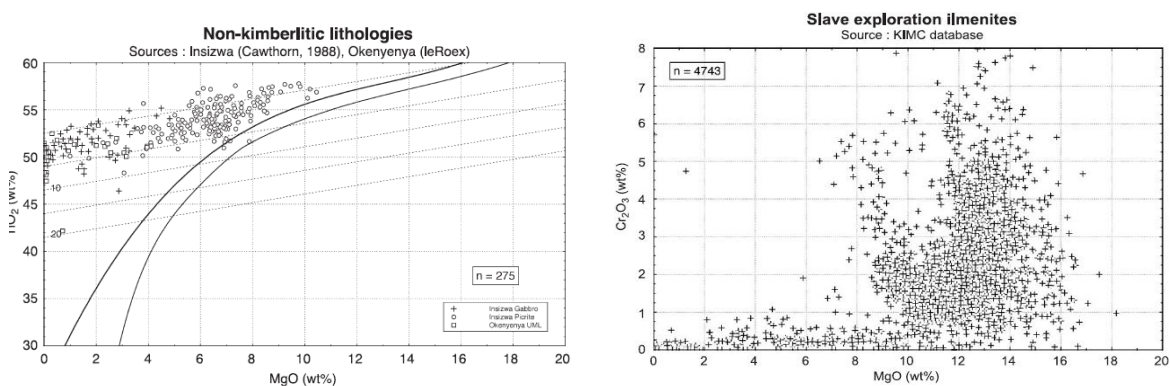 Non-kimberlitic lithologies
Sources : Insizwa (Cawthorn, 1988), Okenyenya (leRoex)
60
55
50
45
40
35
30
(wt%)
10
20
n = 275
+ Insizwa Gabbro
○ Insizwa Picrite
□ Okenyenya UML
0 2 4 6 8 10 12 14 16 18 20
MgO (wt%)
Slave exploration ilmenites
Source : KIMC database
8
7
6
5
4
3
2
1
0
Cr₂O₃ (wt%)
n = 4743
0 2 4 6 8 10 12 14 16 18 20
MgO (wt%)